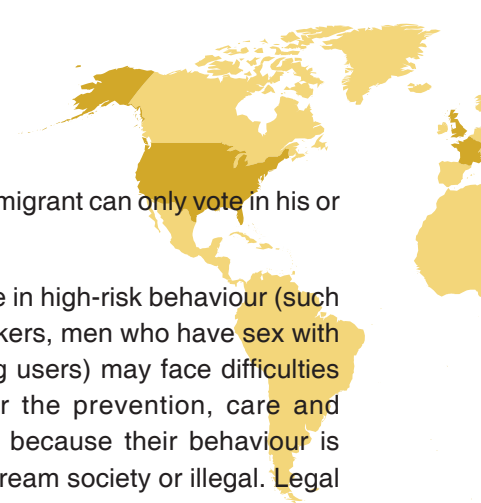 migrant can only vote in his or
e in high-risk behaviour (such
kers, men who have sex with
g users) may face difficulties
r the prevention, care and
because their behaviour is
ream society or illegal. Legal